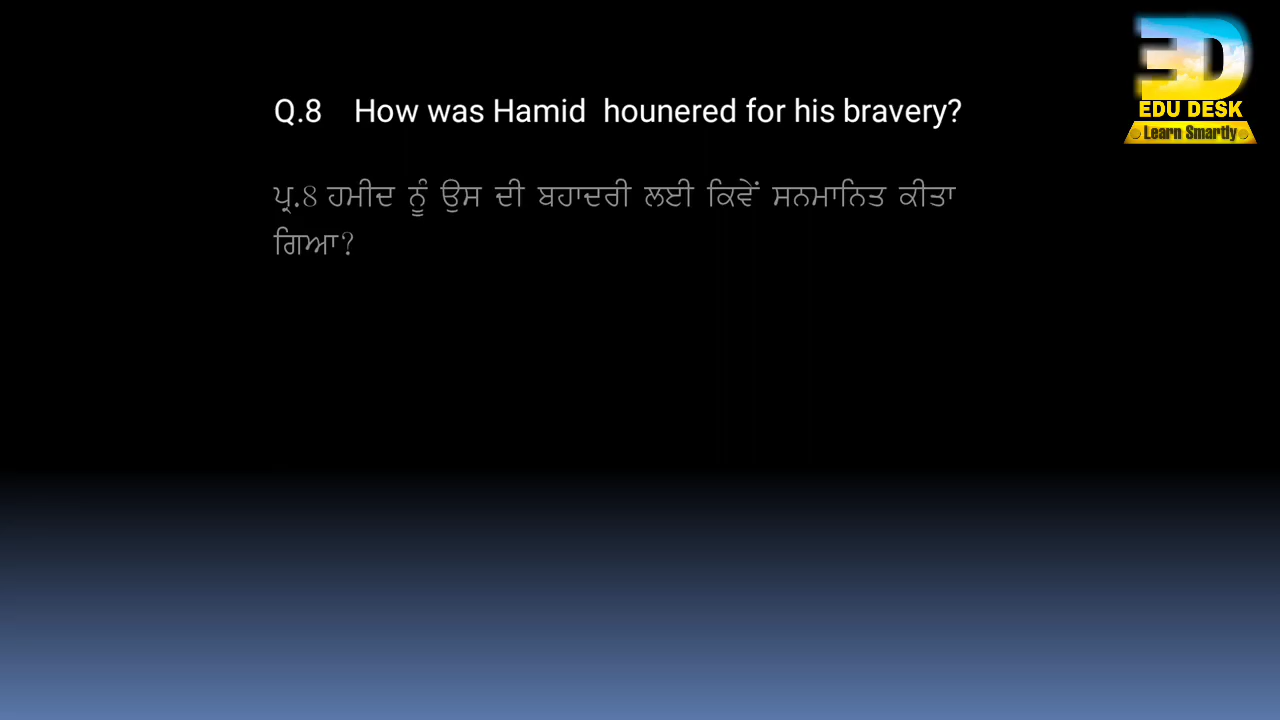 EDU DESK
Learn Smartly
Q.8 How was Hamid hounered for his bravery?
ਪ੍ਰ.8 ਹਮੀਦ ਨੂੰ ਉਸ ਦੀ ਬਹਾਦਰੀ ਲਈ ਕਿਵੇਂ ਸਨਮਾਨਿਤ ਕੀਤਾ
ਗਿਆ?